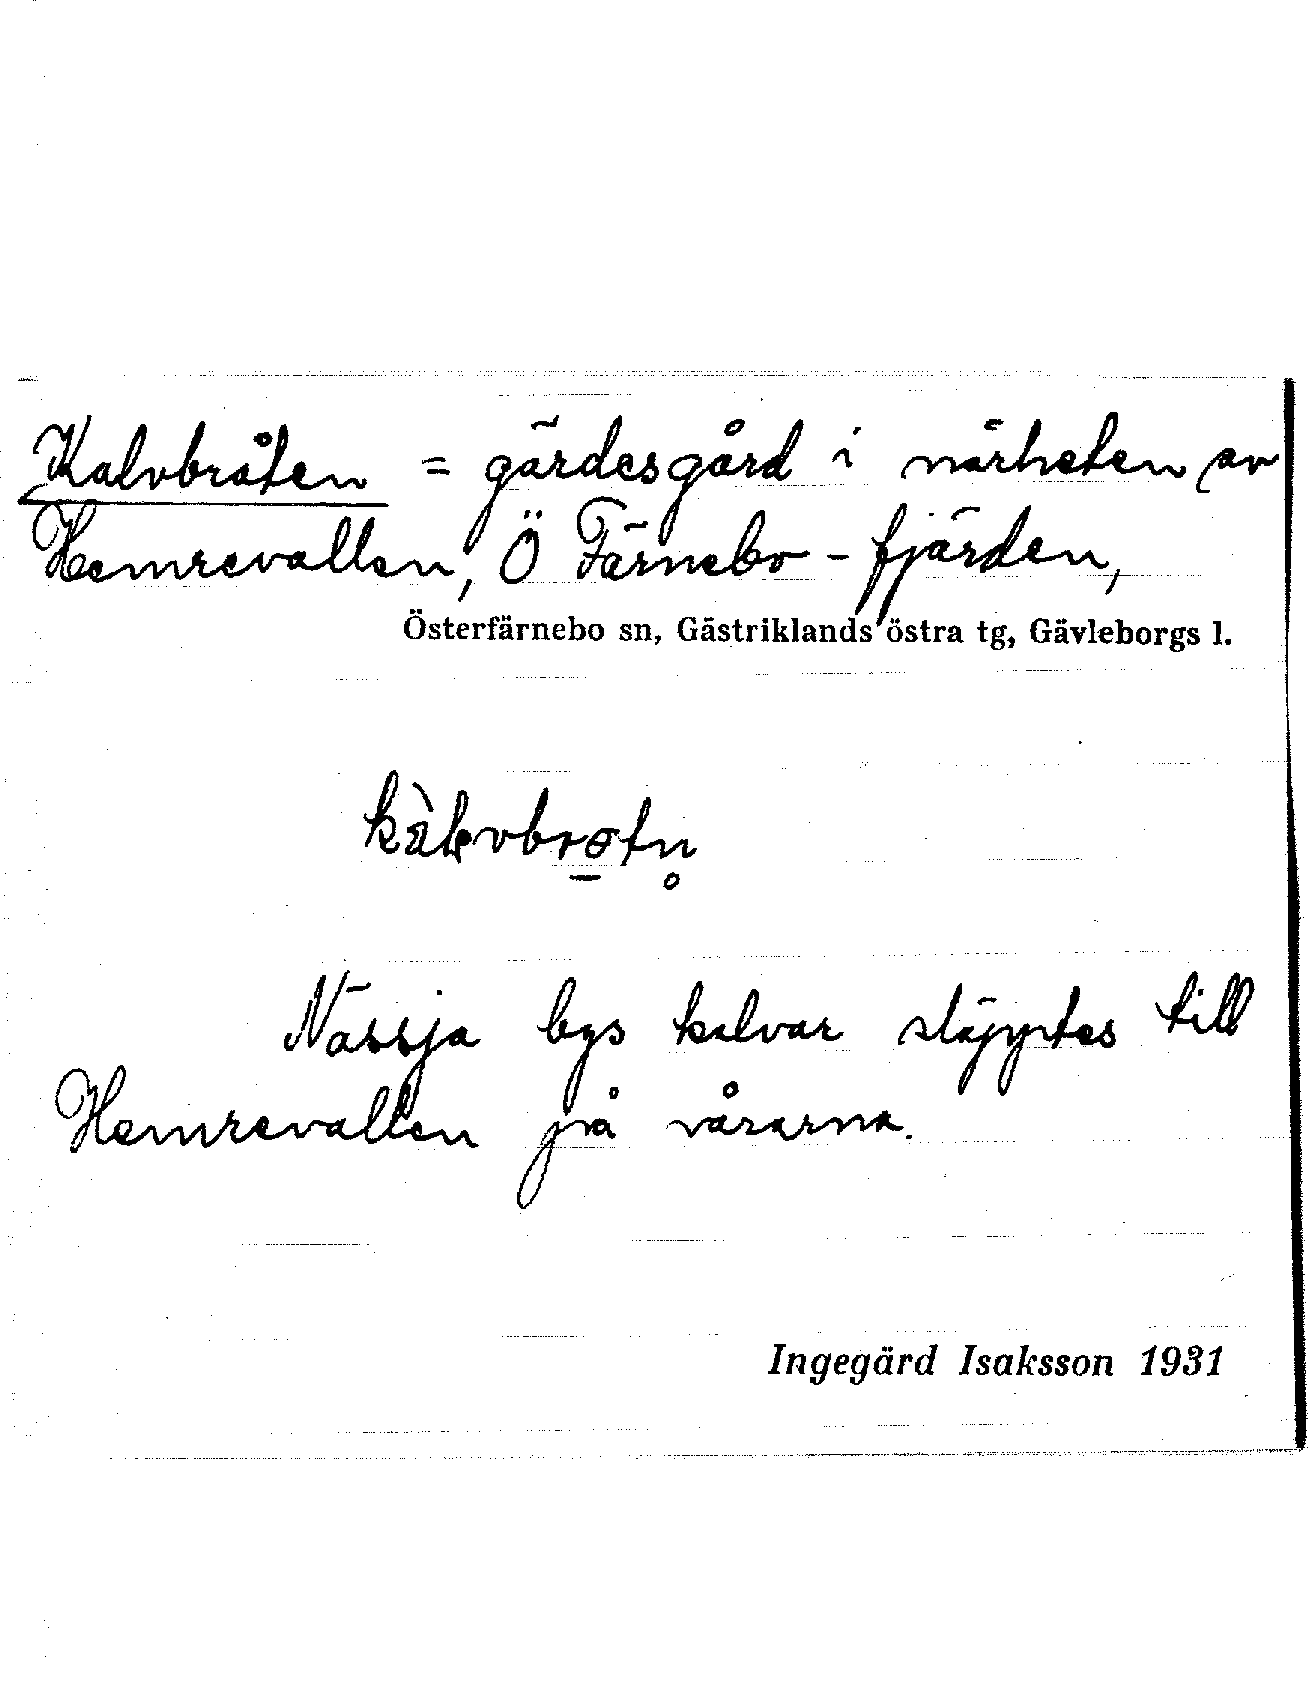 Kalvbråten = gärdesgård i närheten av
Hemrevallen, Ö Färnebo-fjärden,
Österfärnebo sn, Gästriklands östra tg, Gävleborgs l.
Nässja bys kalvar släpptes till
Hemrevallen på vårarna.
Ingegärd Isaksson 1931